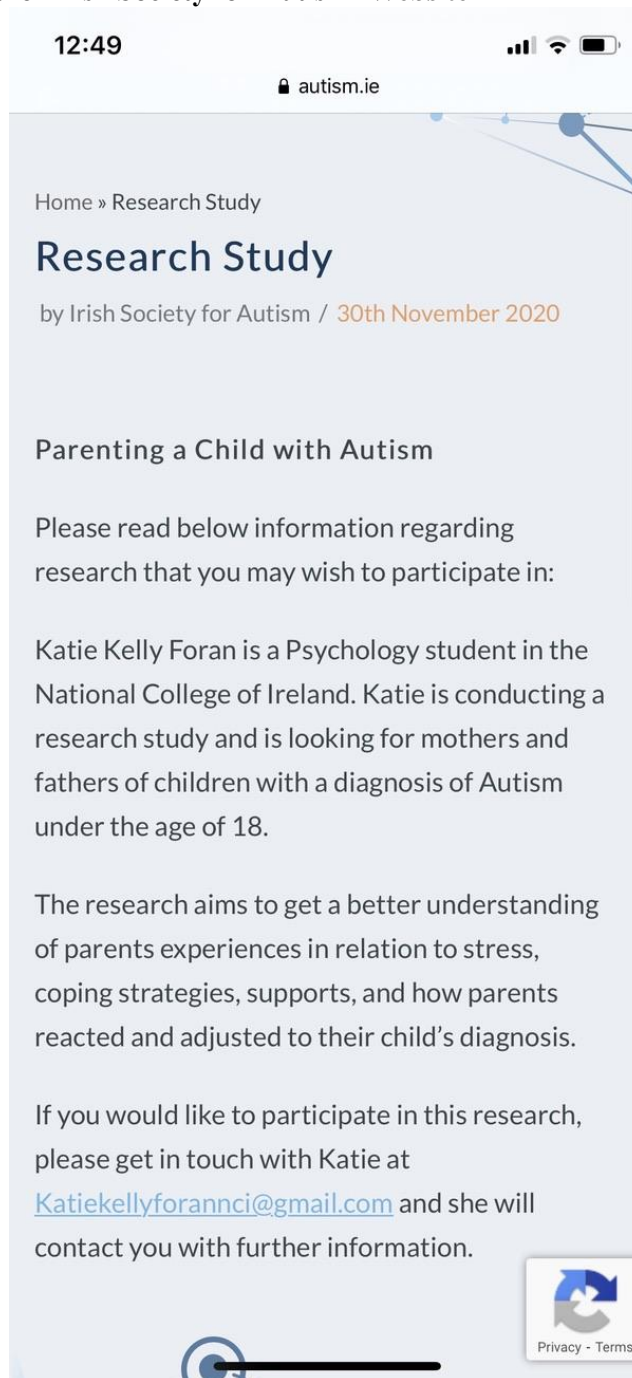 12:49
autism.ie
Home » Research Study
Research Study
by Irish Society for Autism / 30th November 2020
Parenting a Child with Autism
Please read below information regarding
research that you may wish to participate in:
Katie Kelly Foran is a Psychology student in the
National College of Ireland. Katie is conducting a
research study and is looking for mothers and
fathers of children with a diagnosis of Autism
under the age of 18.
The research aims to get a better understanding
of parents experiences in relation to stress,
coping strategies, supports, and how parents
reacted and adjusted to their child’s diagnosis.
If you would like to participate in this research,
please get in touch with Katie at
Katiekellyforannci@gmail.com and she will
contact you with further information.
Privacy - Terms